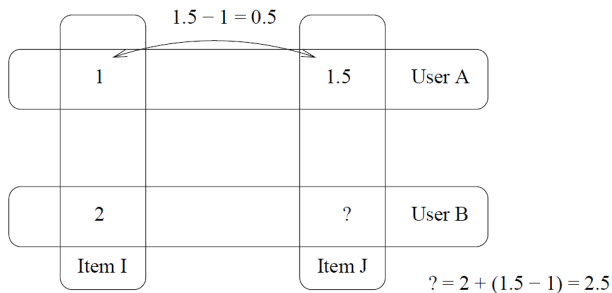 1.5 − 1 = 0.5
1 1.5 User A
2 ? User B
Item I Item J
? = 2 + (1.5 − 1) = 2.5